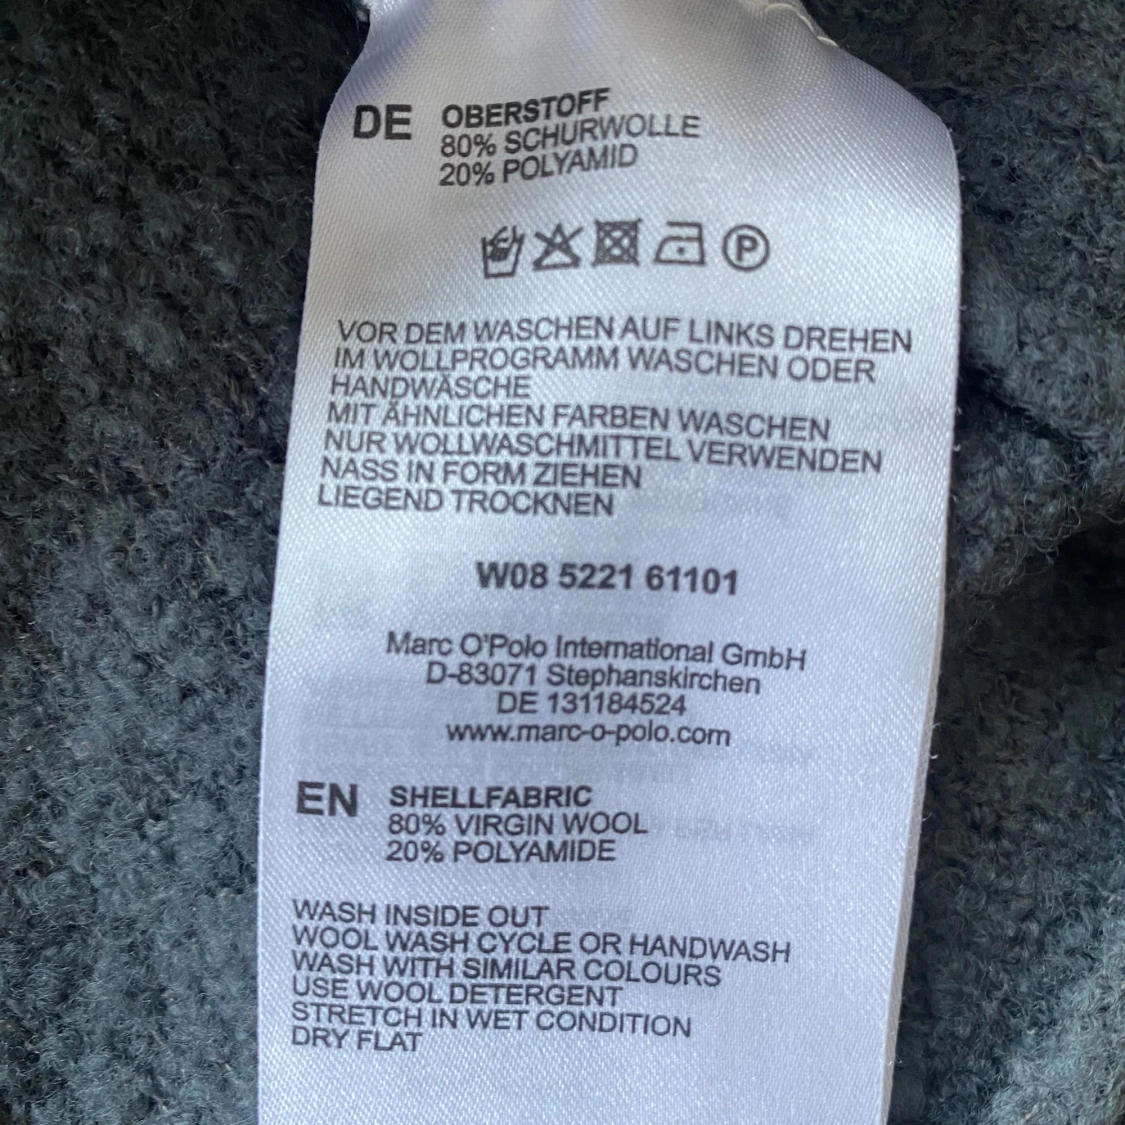 DE OBERSTOFF
80% SCHURWOLLE
20% POLYAMID
P
VOR DEM WASCHEN AUF LINKS DREHEN
IM WOLLPROGRAMM WASCHEN ODER
HANDWÄSCHE
MIT ÄHNLICHEN FARBEN WASCHEN
NUR WOLLWASCHMITTEL VERWENDEN
NASS IN FORM ZIEHEN
LIEGEND TROCKNEN
W08 5221 61101
Marc O'Polo International GmbH
D-83071 Stephanskirchen
DE 131184524
www.marc-o-polo.com
EN SHELLFABRIC
80% VIRGIN WOOL
20% POLYAMIDE
WASH INSIDE OUT
WOOL WASH CYCLE OR HANDWASH
WASH WITH SIMILAR COLOURS
USE WOOL DETERGENT
STRETCH IN WET CONDITION
DRY FLAT